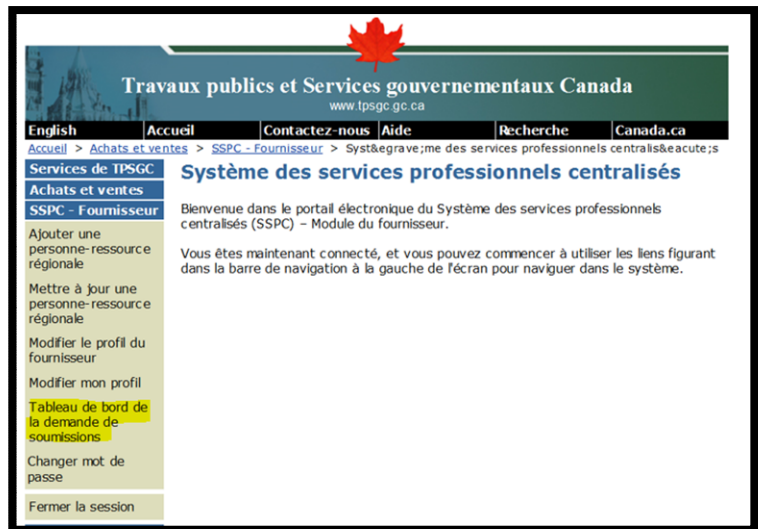 Travaux publics et Services gouvernementaux Canada
www.tpsgc.gc.ca
English Accueil Contactez-nous Aide Recherche Canada.ca
Accueil > Achats et ventes > SSPC - Fournisseur > Syst&egrave;me des services professionnels centralis&eacute;s
Services de TPSGC
Achats et ventes
SSPC - Fournisseur
Ajouter une
personne-ressource
régionale
Mettre à jour une
personne-ressource
régionale
Modifier le profil du
fournisseur
Modifier mon profil
Tableau de bord de
la demande de
soumissions
Changer mot de
passe
Fermer la session
Système des services professionnels centralisés
Bienvenue dans le portail électronique du Système des services professionnels
centralisés (SSPC) – Module du fournisseur.
Vous êtes maintenant connecté, et vous pouvez commencer à utiliser les liens figurant
dans la barre de navigation à la gauche de l'écran pour naviguer dans le système.